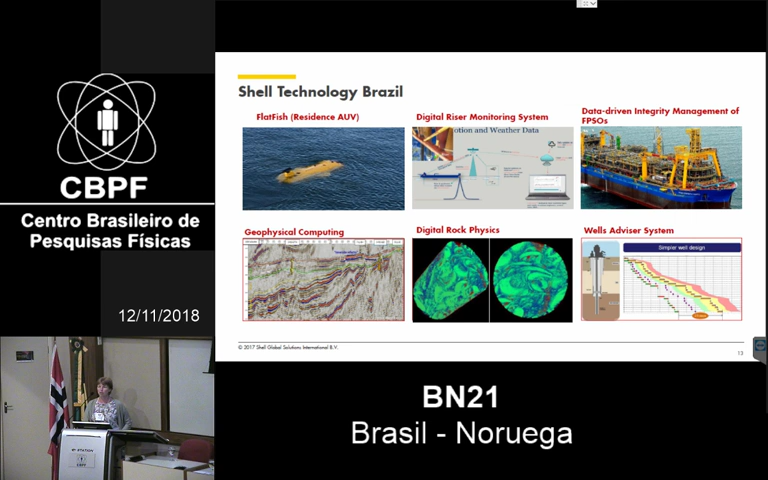 CBPF
Centro Brasileiro de
Pesquisas Físicas
12/11/2018
Shell Technology Brazil
FlatFish (Residence AUV)
Digital Riser Monitoring System
Data-driven Integrity Management of
FPSOs
otion and Weather Data
Geophysical Computing
Digital Rock Physics
Wells Adviser System
Simpler well design
© 2017 Shell Global Solutions International B.V.
13
CBPF
BN21
Brasil - Noruega